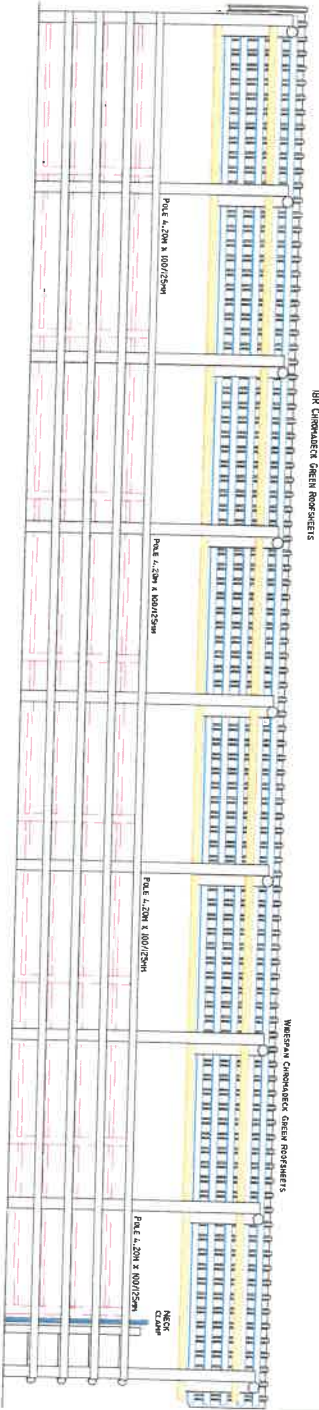 IBR CHROMADECK GREEN ROOFSHEETS
WIDESPAN CHROMADECK GREEN ROOFSHEETS
POLE 4.20M X 100/125MM
POLE 4.20M X 100/125MM
POLE 4.20M X 100/125MM
POLE 4.20M X 100/125MM
NECK
CLAMP